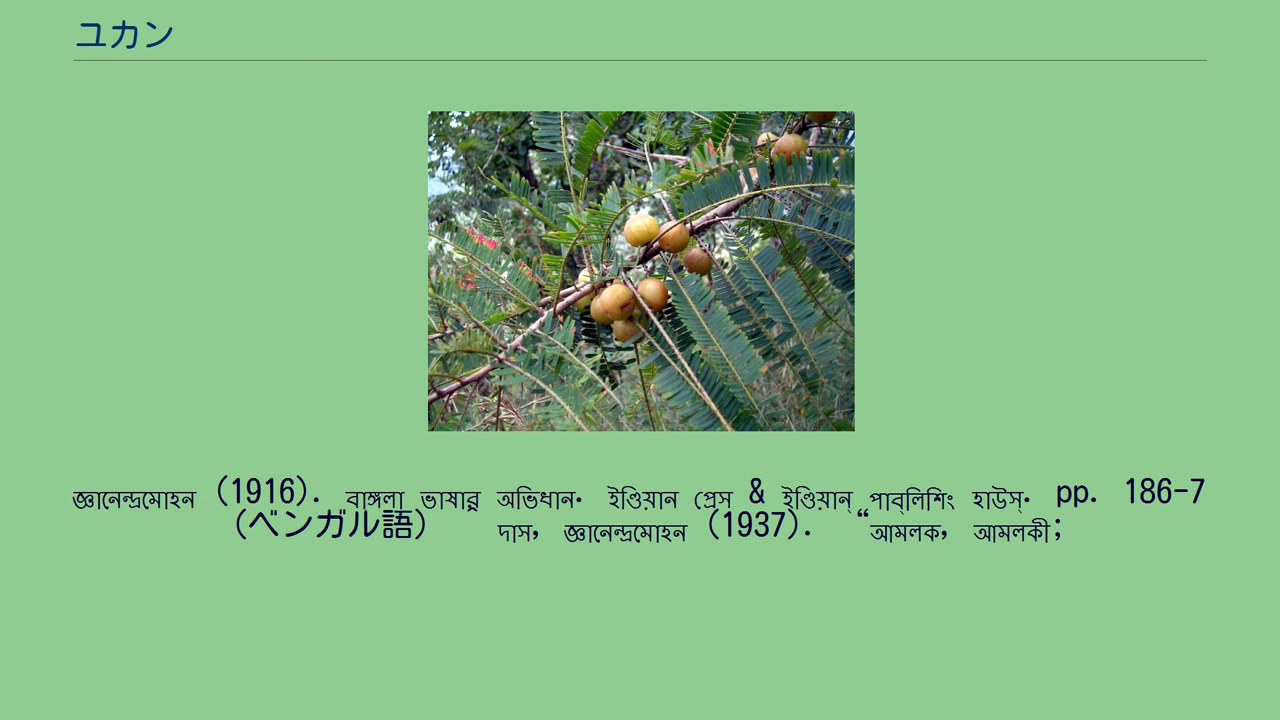 ユカン
জ্ঞানেন্দ্রমোহন (1916). বাঙ্গলা ভাষার অভিধান. ইণ্ডিয়ান প্রেস & ইণ্ডিয়ান্ পাব্‌লিশিং হাউস্. pp. 186-7
(ベンガル語) দাস, জ্ঞানেন্দ্রমোহন (1937). “আমলক, আমলকী;